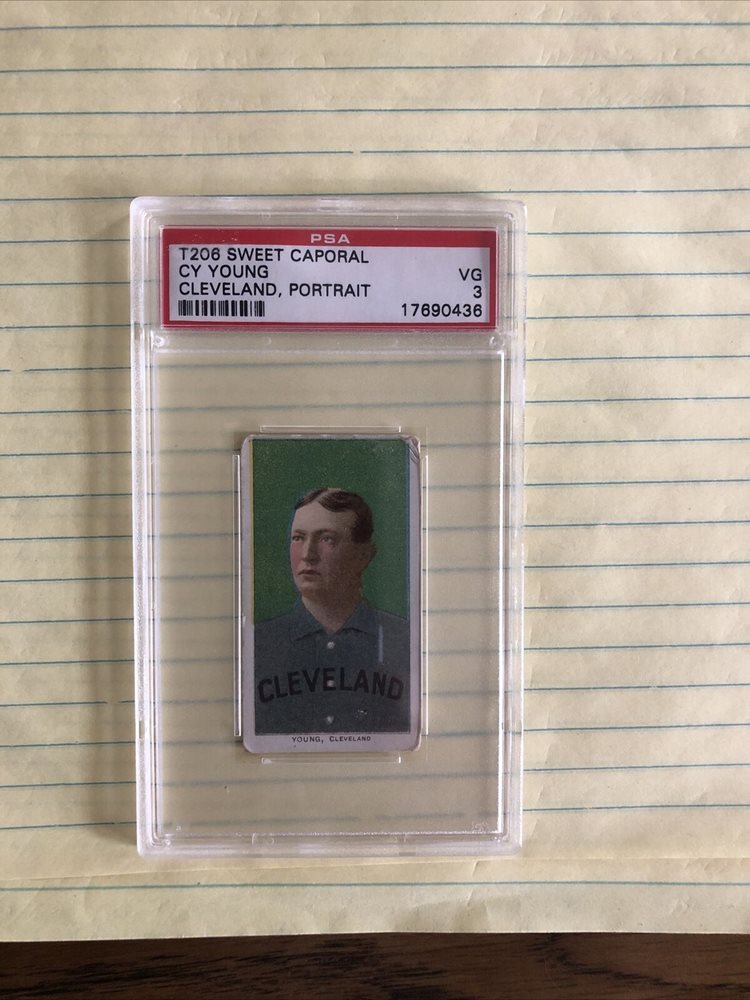 PSA
T206 SWEET CAPORAL
CY YOUNG VG
CLEVELAND, PORTRAIT 3
17690436
CLEVELAND
YOUNG, CLEVELAND